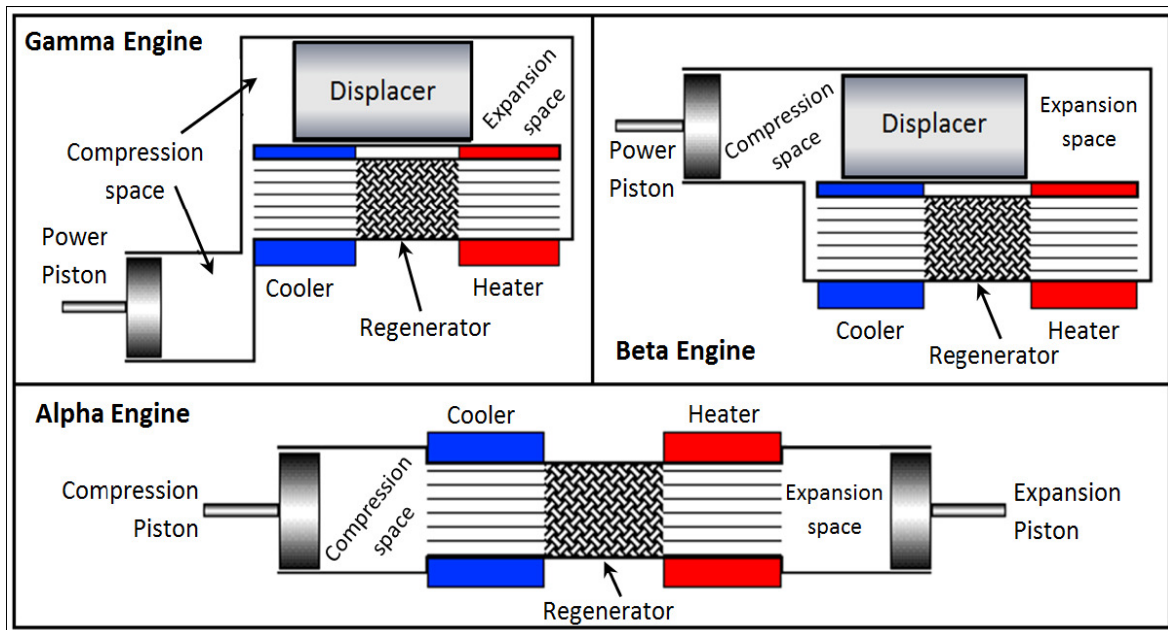 Gamma Engine
Displacer
Expansion
space
Compression
space
Power
Piston
Cooler
Heater
Regenerator
Power
Piston
Compression
space
Displacer
Expansion
space
Cooler
Heater
Regenerator
Beta Engine
Alpha Engine
Cooler
Heater
Compression
Piston
Compression
space
Expansion
space
Expansion
Piston
Regenerator